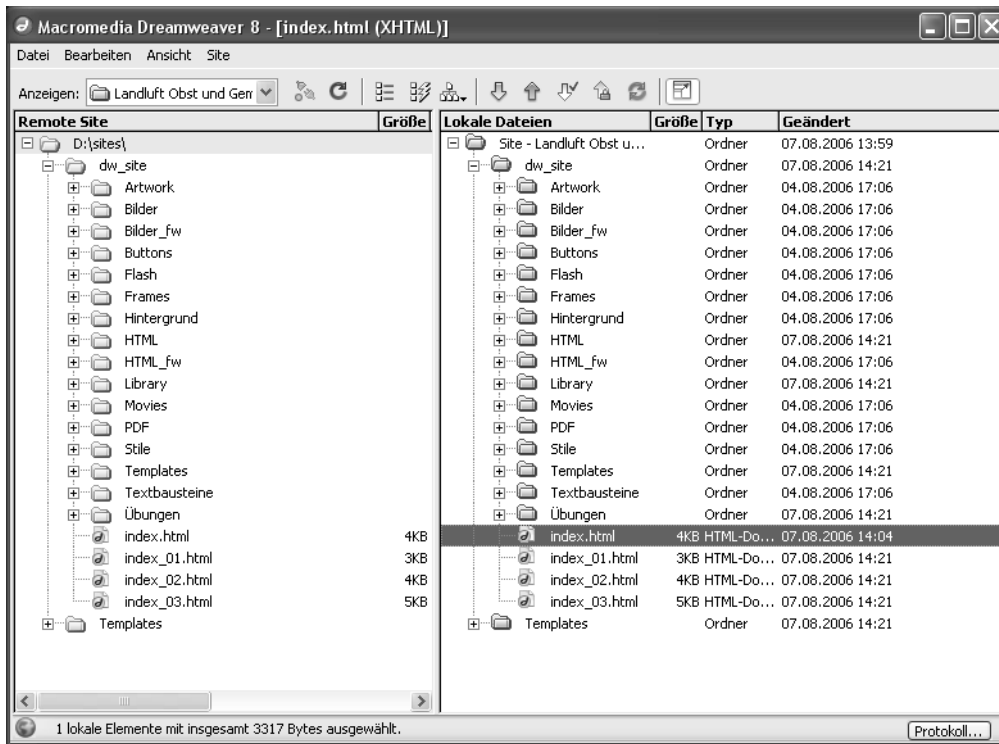 Macromedia Dreamweaver 8 - [index.html (XHTML)]
Datei Bearbeiten Ansicht Site
Anzeigen: Landluft Obst und Gem
Remote Site Größe Lokale Dateien Größe Typ Geändert
D:\sites\ Site - Landluft Obst u... Ordner 07.08.2006 13:59
dw_site dw_site Ordner 07.08.2006 14:21
Artwork Artwork Ordner 04.08.2006 17:06
Bilder Bilder Ordner 04.08.2006 17:06
Bilder_fw Bilder_fw Ordner 04.08.2006 17:06
Buttons Buttons Ordner 04.08.2006 17:06
Flash Flash Ordner 04.08.2006 17:06
Frames Frames Ordner 04.08.2006 17:06
Hintergrund Hintergrund Ordner 04.08.2006 17:06
HTML HTML Ordner 07.08.2006 14:21
HTML_fw HTML_fw Ordner 04.08.2006 17:06
Library Library Ordner 07.08.2006 14:21
Movies Movies Ordner 04.08.2006 17:06
PDF PDF Ordner 04.08.2006 17:06
Stile Stile Ordner 04.08.2006 17:06
Templates Templates Ordner 07.08.2006 14:21
Textbausteine Textbausteine Ordner 04.08.2006 17:06
Übungen Übungen Ordner 07.08.2006 14:21
index.html 4KB index.html 4KB HTML-Do... 07.08.2006 14:04
index_01.html 3KB index_01.html 3KB HTML-Do... 07.08.2006 14:21
index_02.html 4KB index_02.html 4KB HTML-Do... 07.08.2006 14:21
index_03.html 5KB index_03.html 5KB HTML-Do... 07.08.2006 14:21
Templates Templates Ordner 07.08.2006 14:21
1 lokale Elemente mit insgesamt 3317 Bytes ausgewählt. Protokoll...